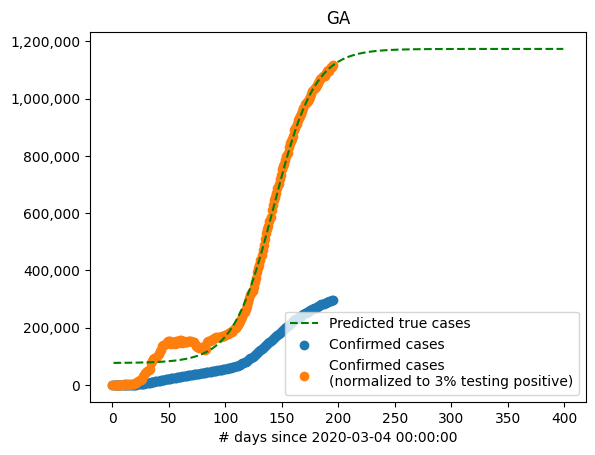 GA
1,200,000
1,000,000
800,000
600,000
400,000
200,000
0
Predicted true cases
Confirmed cases
Confirmed cases
(normalized to 3% testing positive)
0 50 100 150 200 250 300 350 400
# days since 2020-03-04 00:00:00